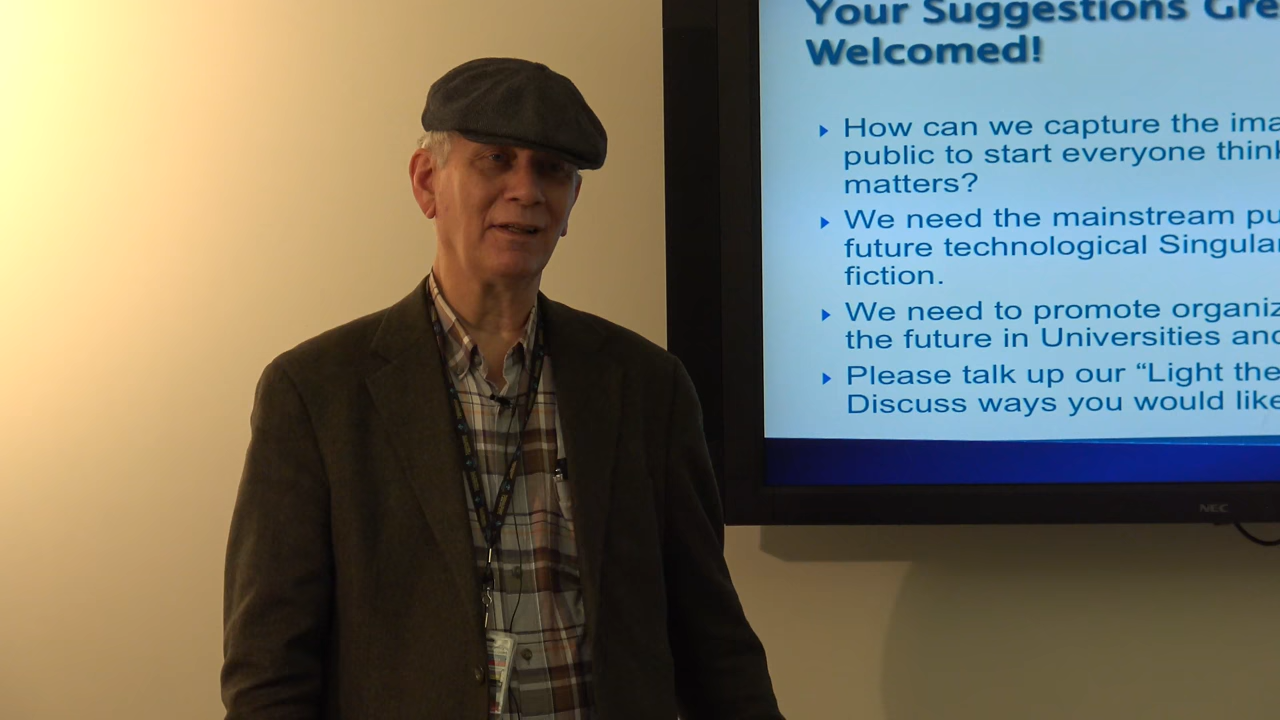 Your Suggestions Gre
Welcomed!
How can we capture the ima
public to start everyone think
matters?
We need the mainstream pu
future technological Singular
fiction.
We need to promote organiz
the future in Universities and
Please talk up our “Light the
Discuss ways you would like
NEC